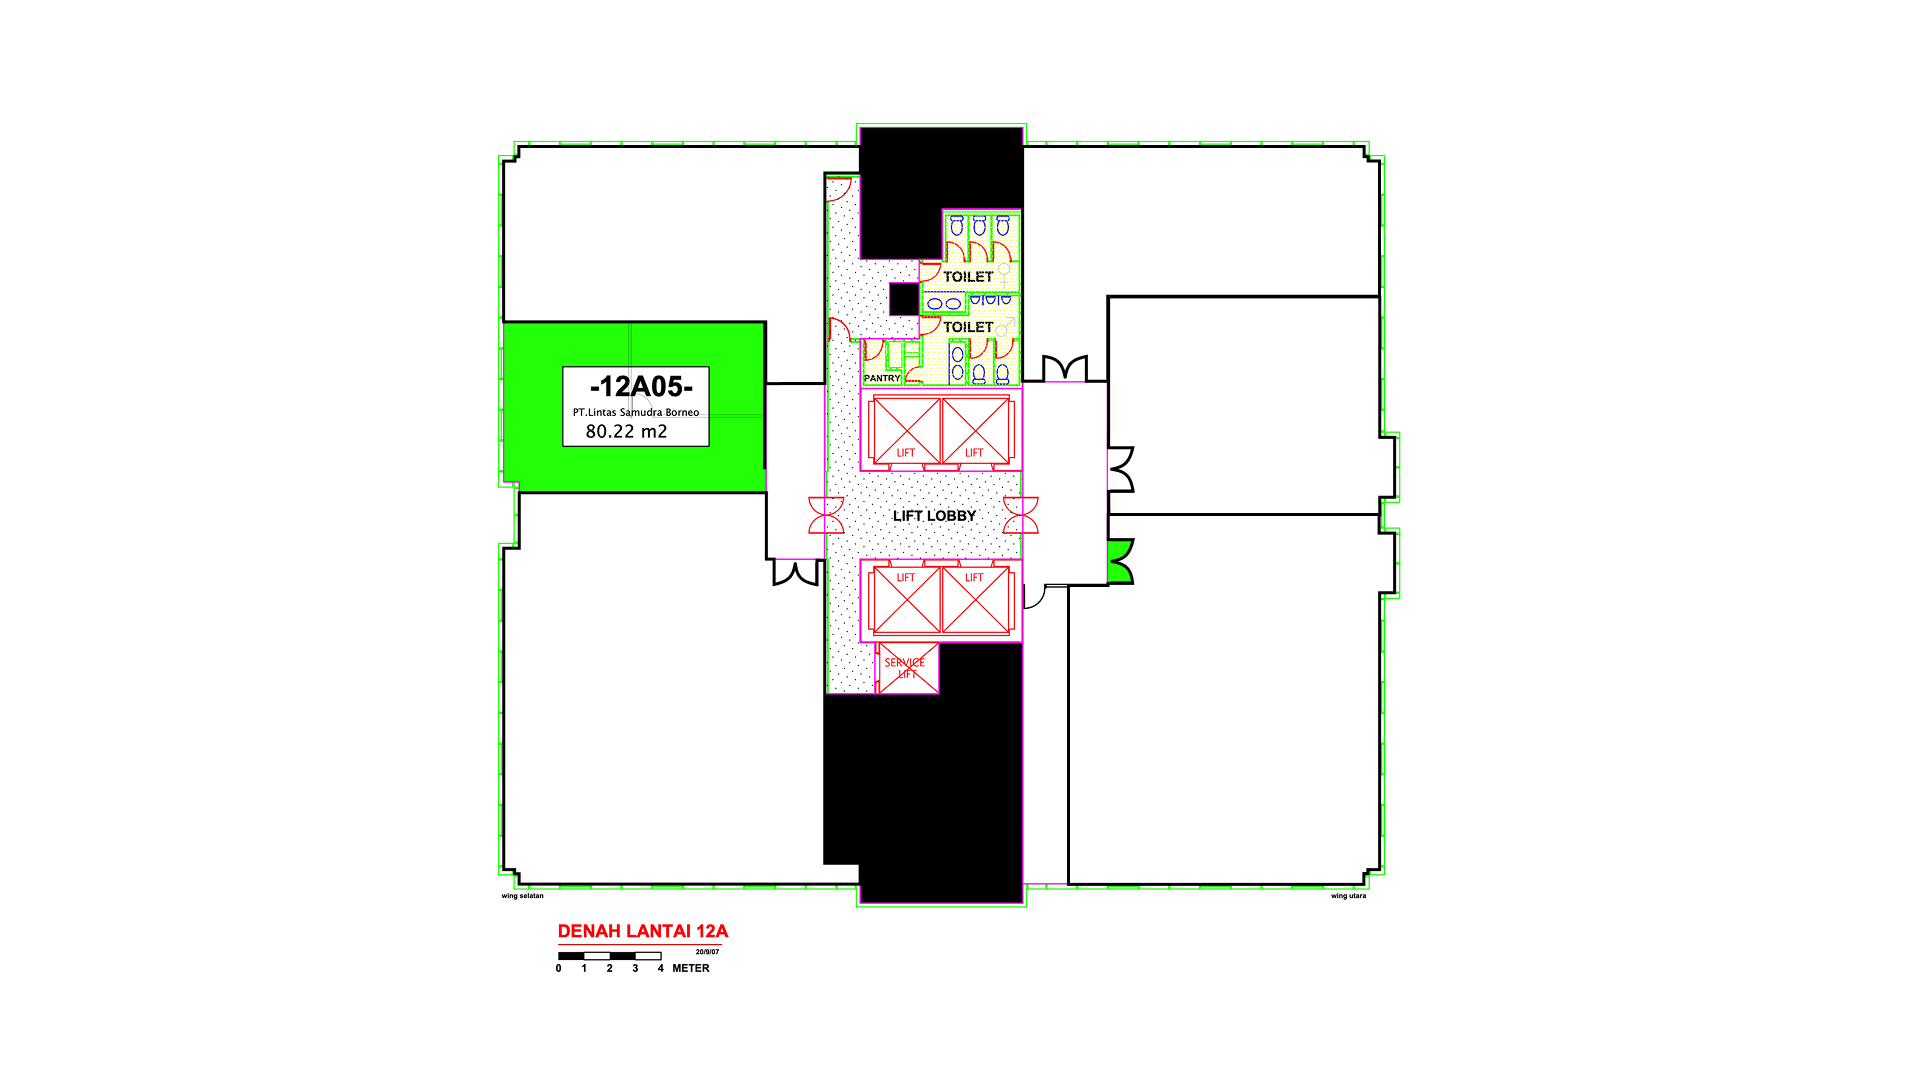 TOILET
TOILET
PANTRY
-12A05-
PT.Lintas Samudra Borneo
80.22 m2
LIFT
LIFT
LIFT LOBBY
LIFT
LIFT
SERVICE
LIFT
wing selatan
wing utara
DENAH LANTAI 12A
20/9/07
0 1 2 3 4 METER